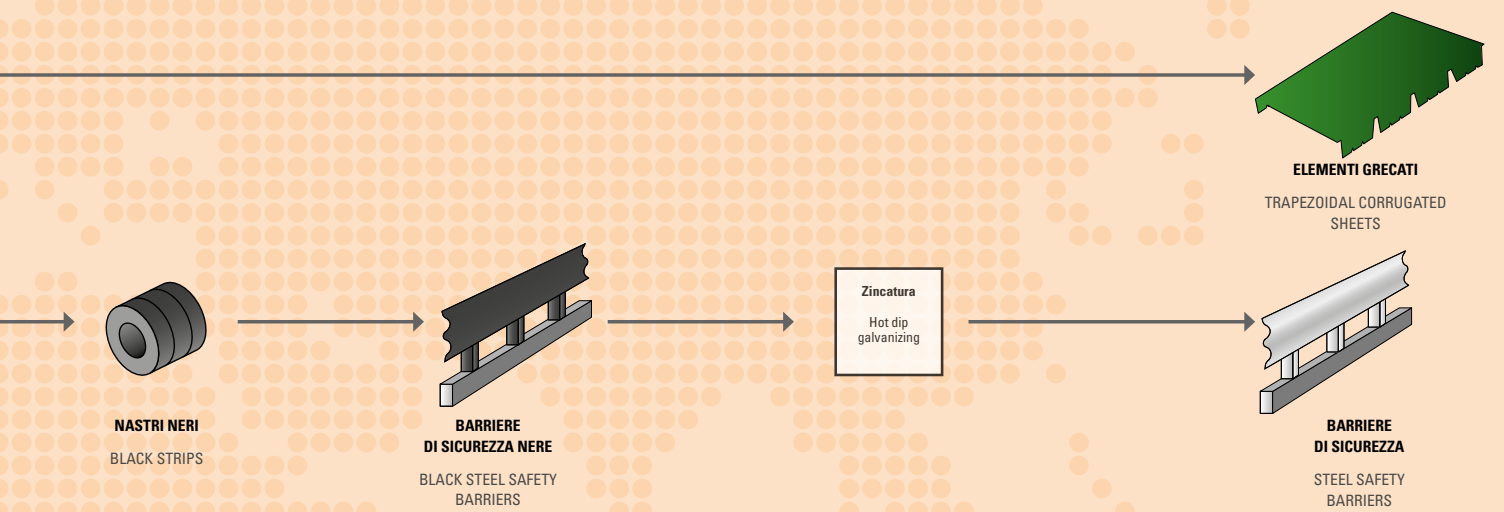 ELEMENTI GRECATI
TRAPEZOIDAL CORRUGATED
SHEETS
NASTRI NERI
BLACK STRIPS
BARRIERE
DI SICUREZZA NERE
BLACK STEEL SAFETY
BARRIERS
Zincatura
Hot dip
galvanizing
BARRIERE
DI SICUREZZA
STEEL SAFETY
BARRIERS